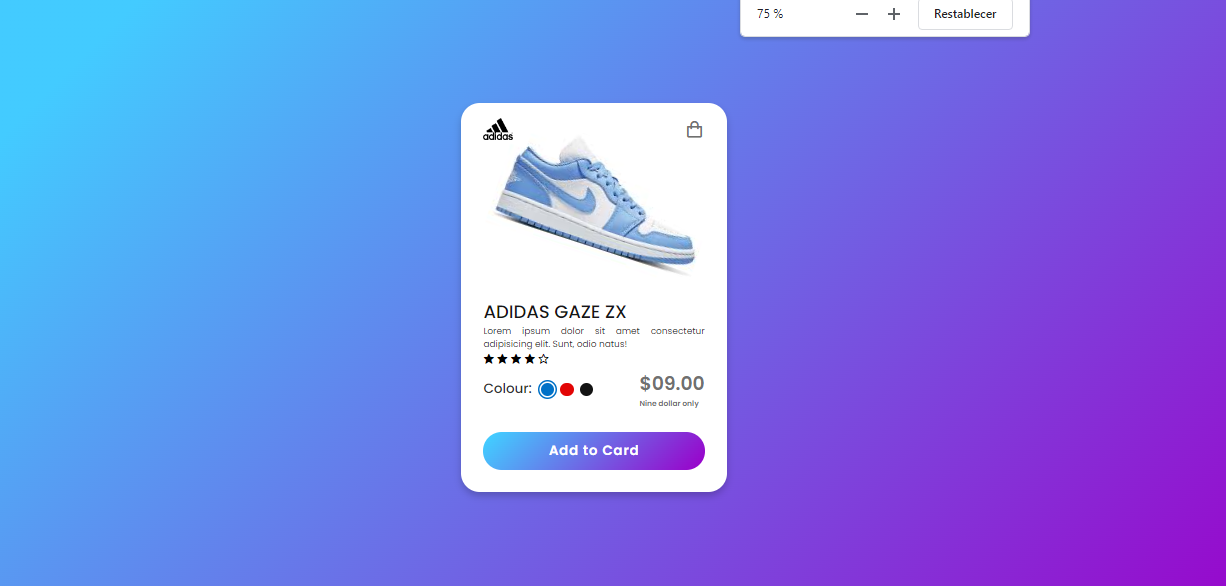 75 %
Restablecer
adidas
ADIDAS GAZE ZX
Lorem ipsum dolor sit amet consectetur
adipisicing elit. Sunt, odio natus!
Colour:
$09.00
Nine dollar only
Add to Card